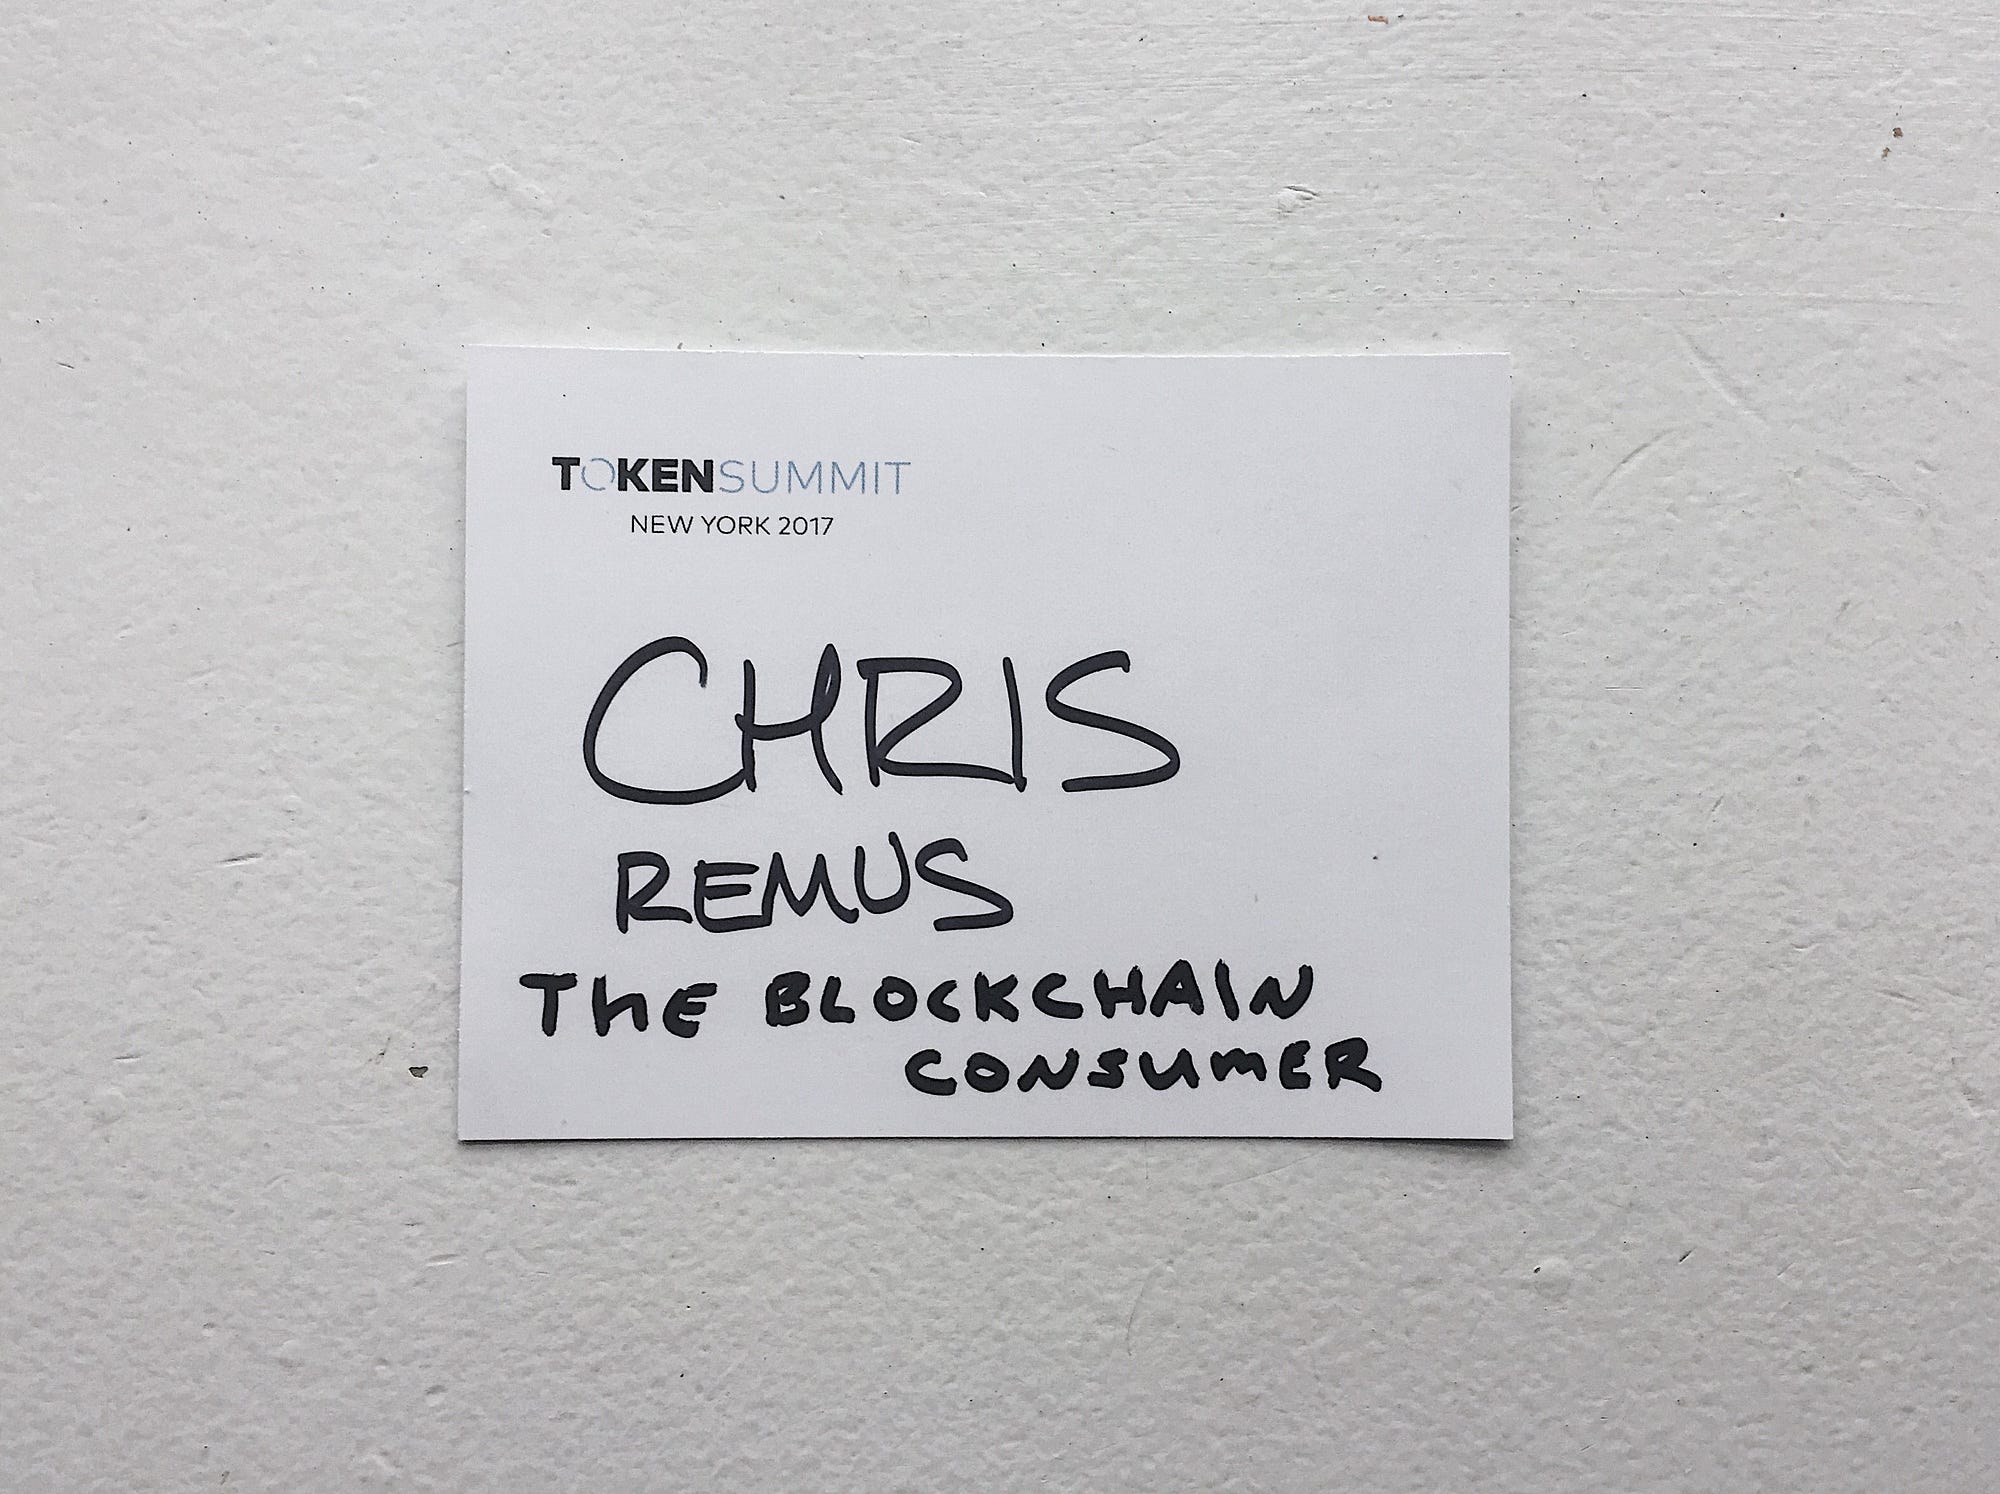 TOKENSUMMIT
NEW YORK 2017
CHRIS
REMUS
ThE BLOCKCHAIN
CONSUMER